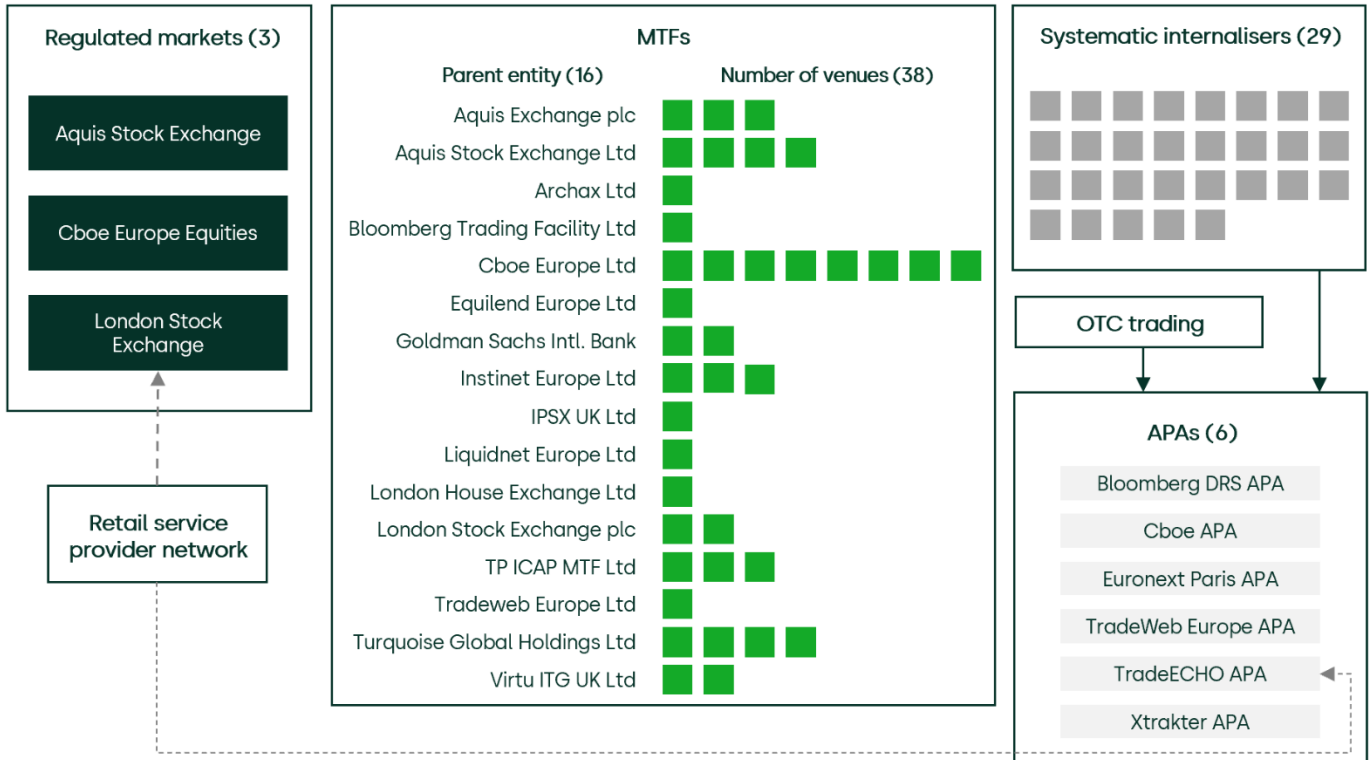 Regulated markets (3)
Aquis Stock Exchange
Cboe Europe Equities
London Stock
Exchange
Retail service
provider network
MTFs
Parent entity (16)
Number of venues (38)
Aquis Exchange plc
Aquis Stock Exchange Ltd
Archax Ltd
Bloomberg Trading Facility Ltd
Cboe Europe Ltd
Equilend Europe Ltd
Goldman Sachs Intl. Bank
Instinet Europe Ltd
IPSX UK Ltd
Liquidnet Europe Ltd
London House Exchange Ltd
London Stock Exchange plc
TP ICAP MTF Ltd
Tradeweb Europe Ltd
Turquoise Global Holdings Ltd
Virtu ITG UK Ltd
Systematic internalisers (29)
OTC trading
APAs (6)
Bloomberg DRS APA
Cboe APA
Euronext Paris APA
TradeWeb Europe APA
TradeECHO APA
Xtrakter APA